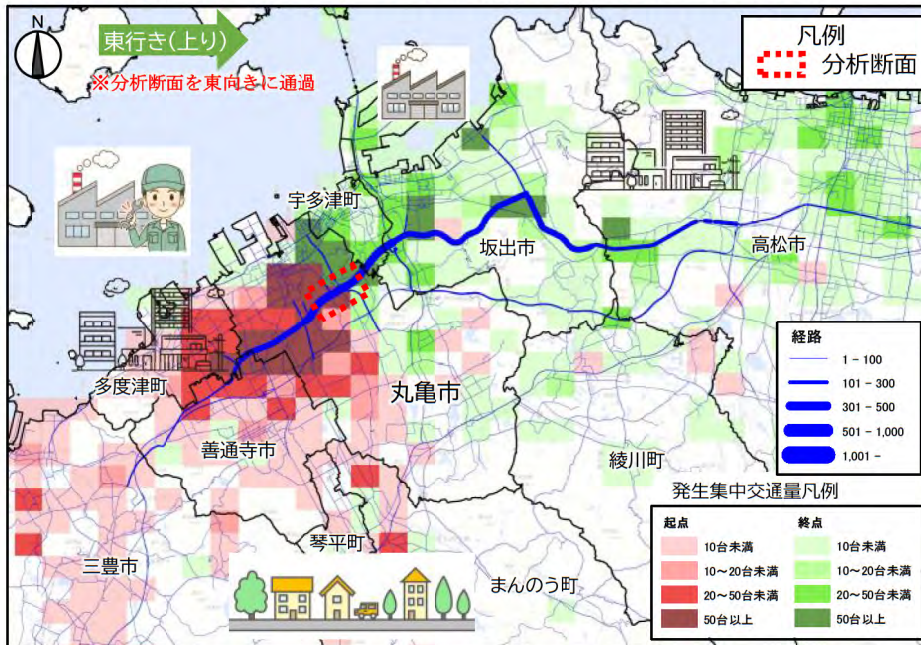 N
東行き(上り)
※分析断面を東向きに通過
凡例
分析断面
宇多津町
坂出市
高松市
多度津町
丸亀市
善通寺市
綾川町
琴平町
三豊市
まんのう町
経路
1 - 100
101 - 300
301 - 500
501 - 1,000
1,001 -
発生集中交通量凡例
起点
10台未満
10~20台未満
20~50台未満
50台以上
終点
10台未満
10~20台未満
20~50台未満
50台以上